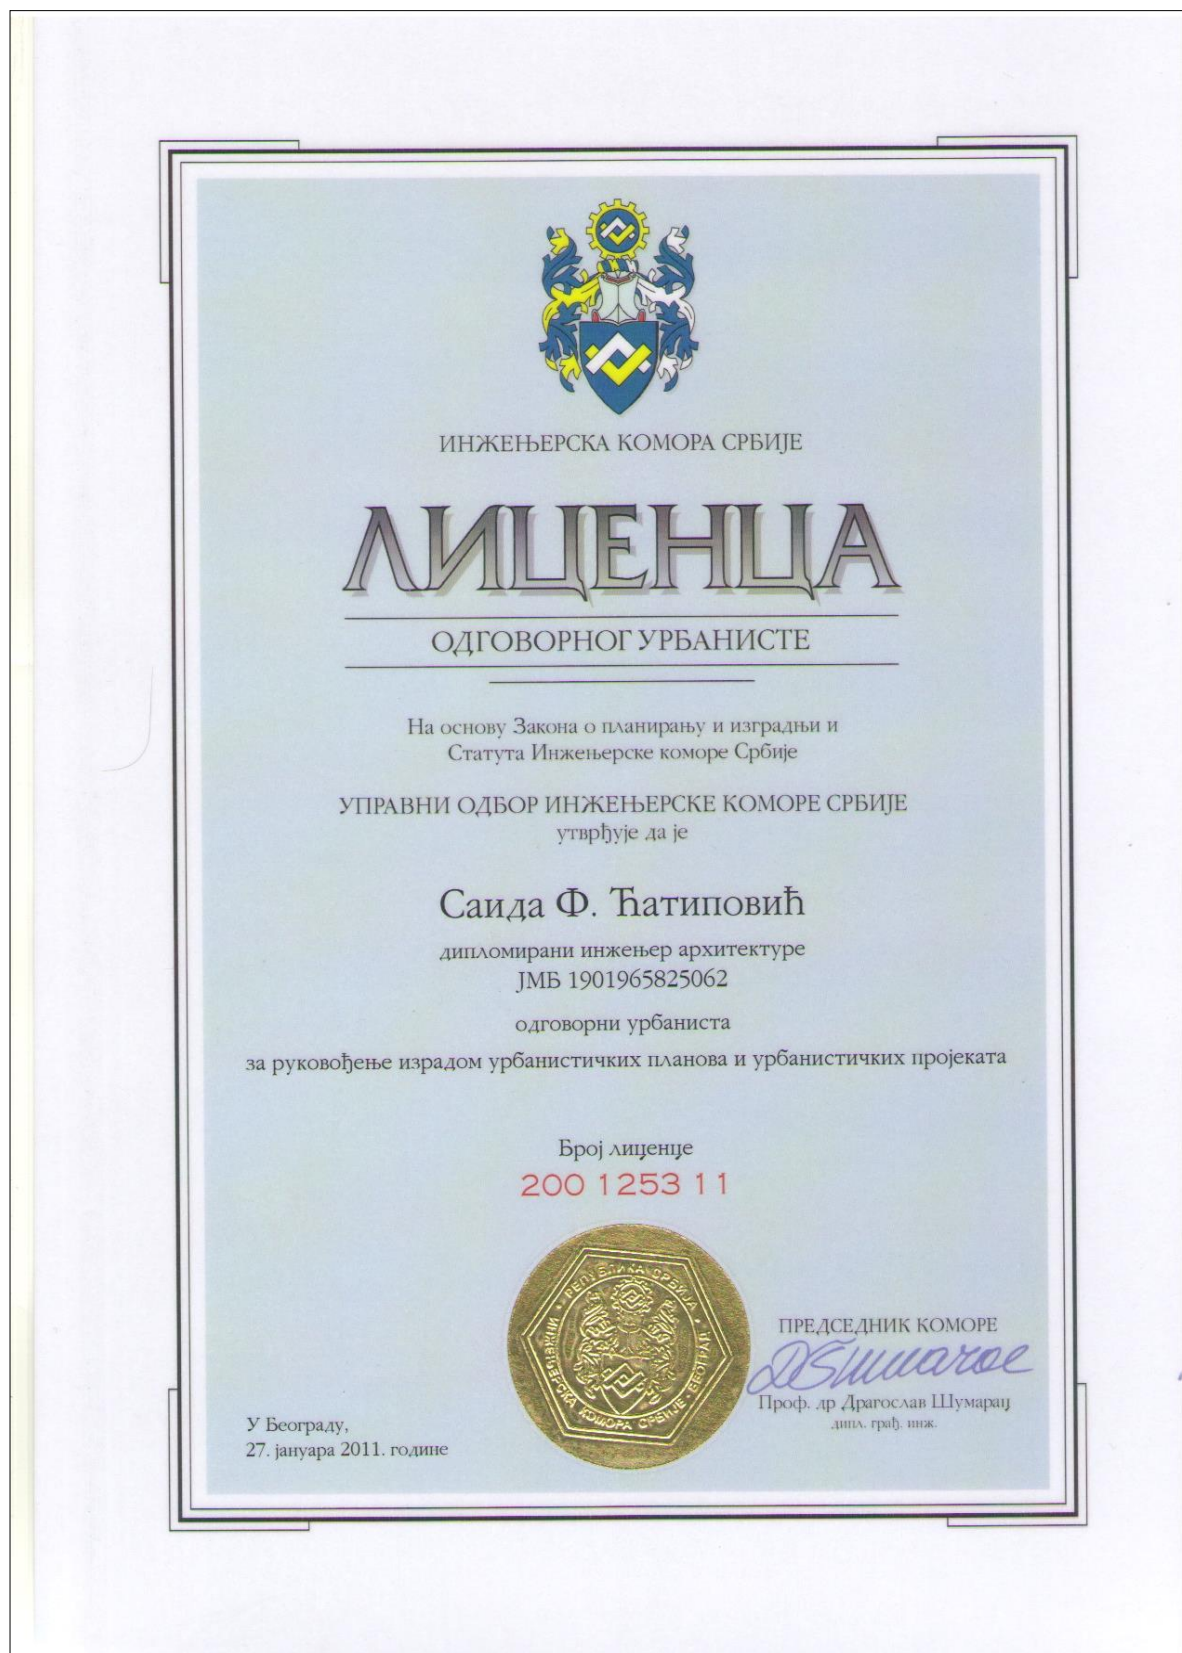 ИНЖЕЊЕРСКА КОМОРА СРБИЈЕ
ЛИЦЕНЦА
ОДГОВОРНОГ УРБАНИСТЕ
На основу Закона о планирању и изградњи и
Статута Инжењерске коморе Србије
УПРАВНИ ОДБОР ИНЖЕЊЕРСКЕ КОМОРЕ СРБИЈЕ
утврђује да је
Саида Ф. Ћатиповић
дипломирани инжењер архитектуре
ЈМБ 1901965825062
одговорни урбаниста
за руковођење израдом урбанистичких планова и урбанистичких пројеката
Број лиценце
200 1253 11
РЕПУБЛИКА СРБИЈА • БЕОГРАД
ИНЖЕЊЕРСКА КОМОРА СРБИЈЕ
ПРЕДСЕДНИК КОМОРЕ
Проф. др Драгослав Шумарац
дипл. грађ. инж.
У Београду,
27. јануара 2011. године